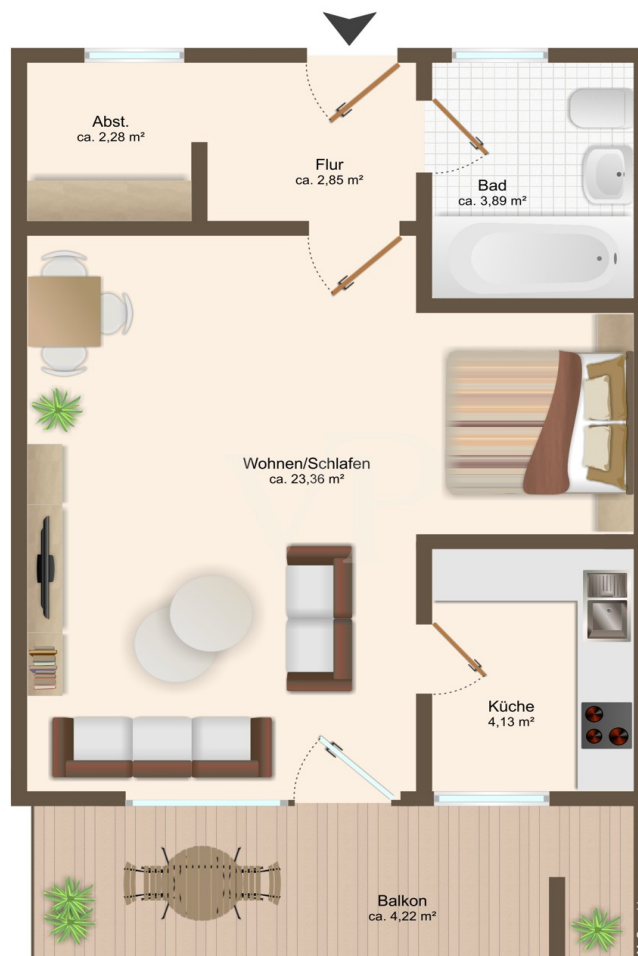 Abst.
ca. 2,28 m²
Flur
ca. 2,85 m²
Bad
ca. 3,89 m²
Wohnen/Schlafen
ca. 23,36 m²
VP
Küche
4,13 m²
Balkon
ca. 4,22 m²